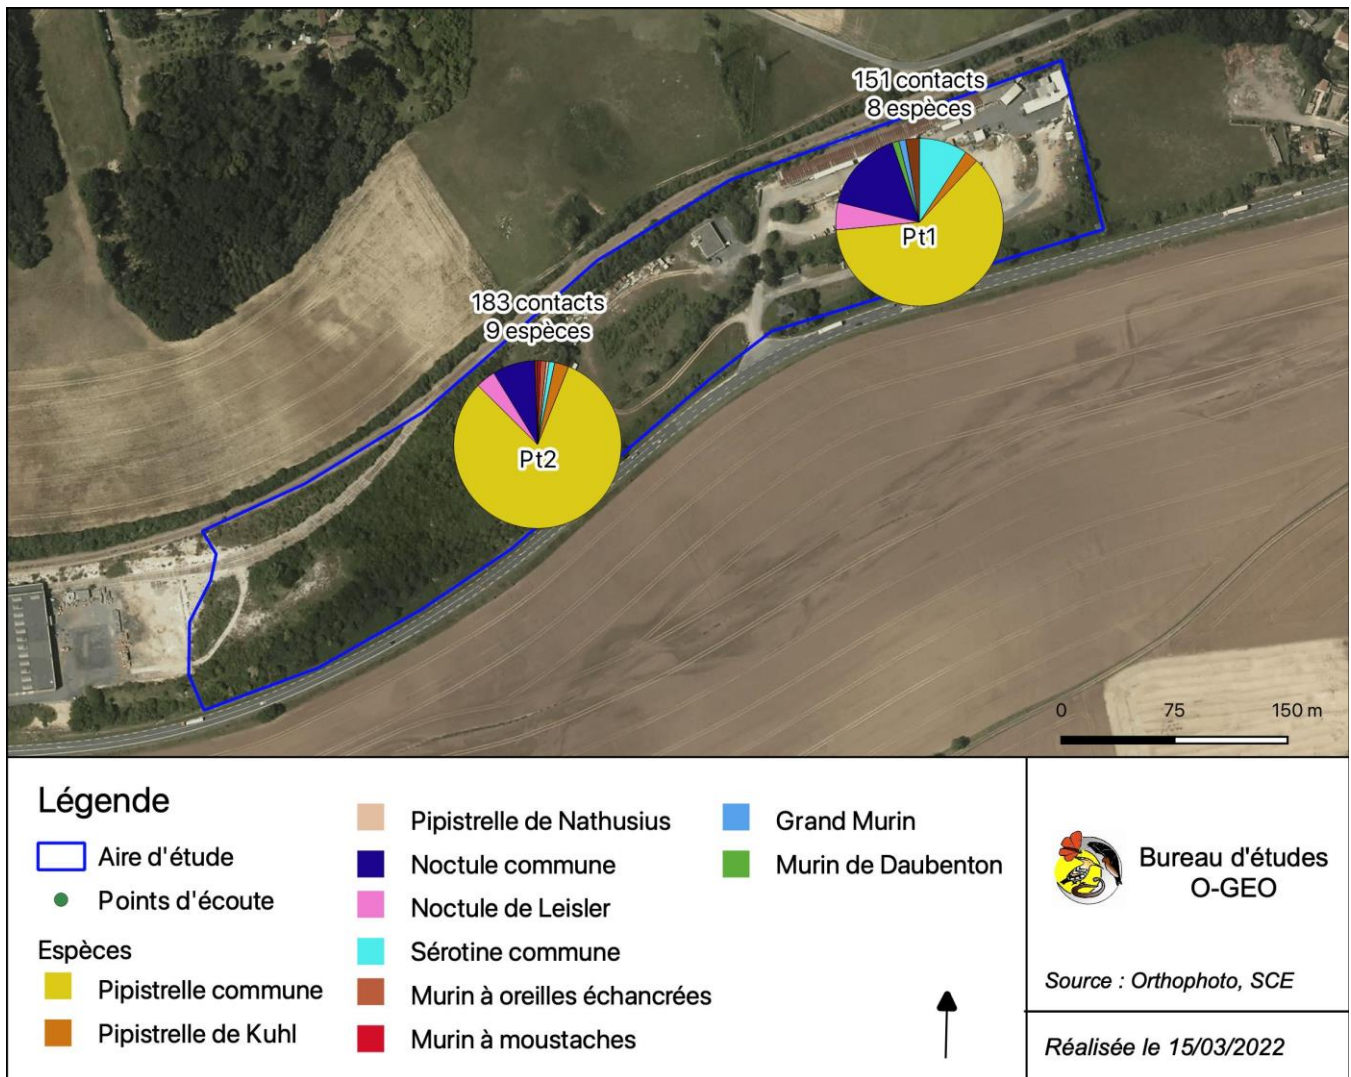 151 contacts
8 espèces
Pt1
183 contacts
9 espèces
Pt2
0 75 150 m
Légende
Aire d'étude
Points d'écoute
Espèces
Pipistrelle commune
Pipistrelle de Kuhl
Pipistrelle de Nathusius
Noctule commune
Noctule de Leisler
Sérotine commune
Murin à oreilles échancrées
Murin à moustaches
Grand Murin
Murin de Daubenton
Bureau d'études
O-GEO
Source : Orthophoto, SCE
Réalisée le 15/03/2022